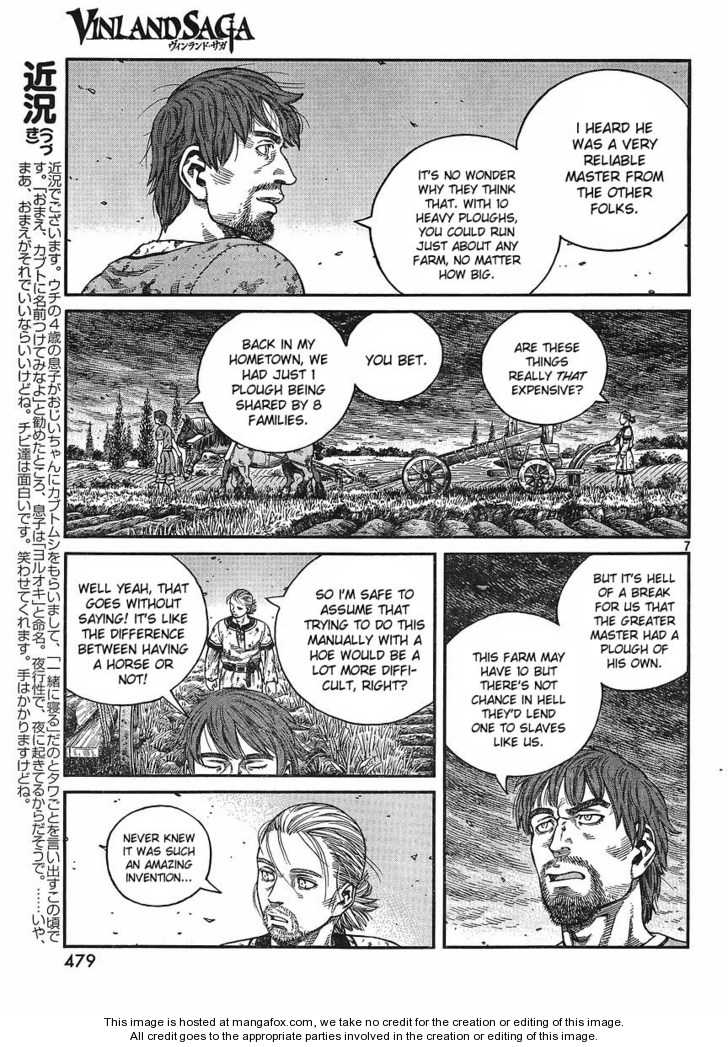 VINLAND SAGA
ヴィンランド・サガ
近況(つづき)
近況でございます。ウチの4歳の息子がおじいちゃんにカブトムシをもらいまして、「一緒に寝る」だのとタワごとを言い出すこの頃で
す。「おまえ、カブトに名前つけてみなよ」と勧めたところ、息子は「ヨルオキ」と命名。夜行性で、夜に起きてるからだそうで。……いや、
まあ、おまえがそれでいいならいいけどね。チビ達は面白いです。笑わせてくれます。手はかかりますけどね。
I HEARD HE
WAS A VERY
RELIABLE
MASTER FROM
THE OTHER
FOLKS.
IT'S NO WONDER
WHY THEY THINK
THAT. WITH 10
HEAVY PLOUGHS,
YOU COULD RUN
JUST ABOUT ANY
FARM, NO MATTER
HOW BIG.
ARE THESE
THINGS
REALLY THAT
EXPENSIVE?
YOU BET.
BACK IN MY
HOMETOWN, WE
HAD JUST 1
PLOUGH BEING
SHARED BY 8
FAMILIES.
7
BUT IT'S HELL OF
A BREAK
FOR US THAT
THE GREATER
MASTER HAD A
PLOUGH OF
HIS OWN.
THIS FARM MAY
HAVE 10 BUT
THERE'S NOT
CHANCE IN HELL
THEY'D LEND
ONE TO SLAVES
LIKE US.
SO I'M SAFE TO
ASSUME THAT
TRYING TO DO THIS
MANUALLY WITH A
HOE WOULD BE A
LOT MORE DIFFI-
CULT, RIGHT?
WELL YEAH, THAT
GOES WITHOUT
SAYING! IT'S LIKE
THE DIFFERENCE
BETWEEN HAVING
A HORSE OR
NOT!
NEVER KNEW
IT WAS SUCH
AN AMAZING
INVENTION...
479
This image is hosted at mangafox.com, we take no credit for the creation or editing of this image.
All credit goes to the appropriate parties involved in the creation or editing of this image.